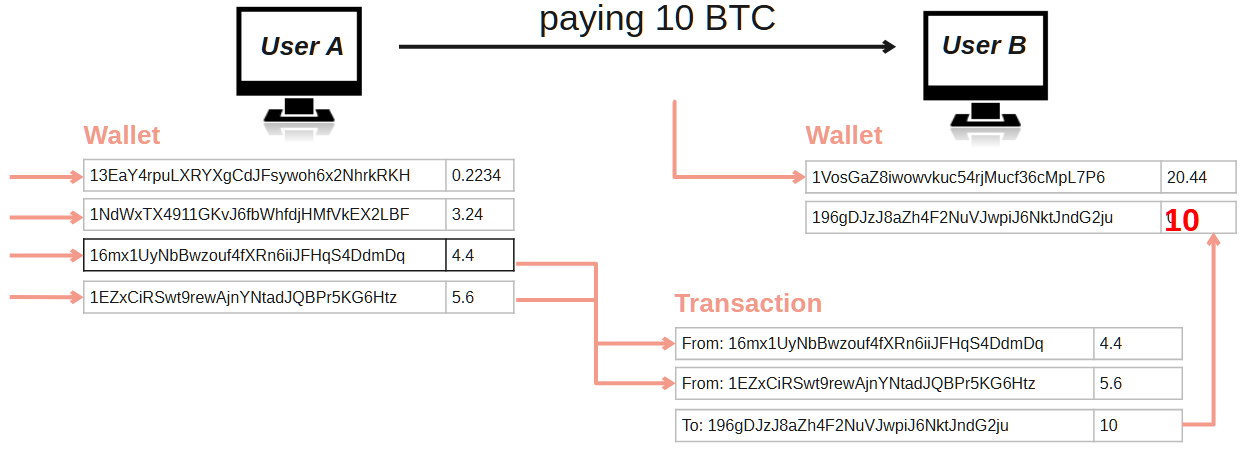 paying 10 BTC
User A
User B
Wallet
13EaY4rpuLXRYXgCdJFsywoh6x2NhrkRKH 0.2234
1NdWxTX4911GKvJ6fbWhfdjHMfVkEX2LBF 3.24
16mx1UyNbBwzouf4fXRn6iiJFHqS4DdmDq 4.4
1EZxCiRSwt9rewAjnYNtadJQBPr5KG6Htz 5.6
Wallet
1VosGaZ8iwowvkuc54rjMucf36cMpL7P6 20.44
196gDJzJ8aZh4F2NuVJwpiJ6NktJndG2ju 10
Transaction
From: 16mx1UyNbBwzouf4fXRn6iiJFHqS4DdmDq 4.4
From: 1EZxCiRSwt9rewAjnYNtadJQBPr5KG6Htz 5.6
To: 196gDJzJ8aZh4F2NuVJwpiJ6NktJndG2ju 10